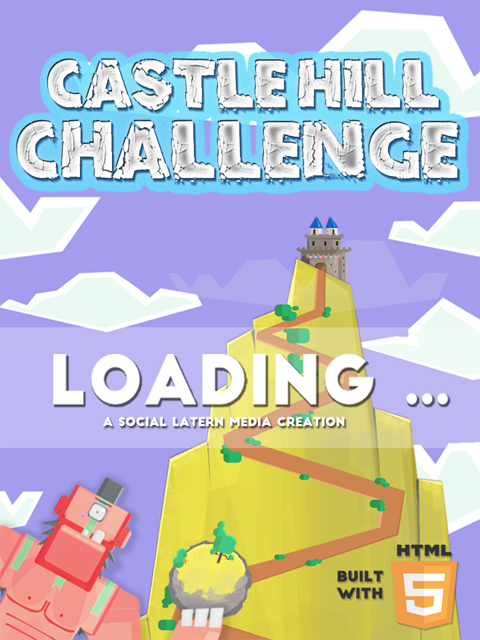 CASTLE HILL
CHALLENGE
LOADING ...
A SOCIAL LATERN MEDIA CREATION
HTML
BUILT
WITH
5